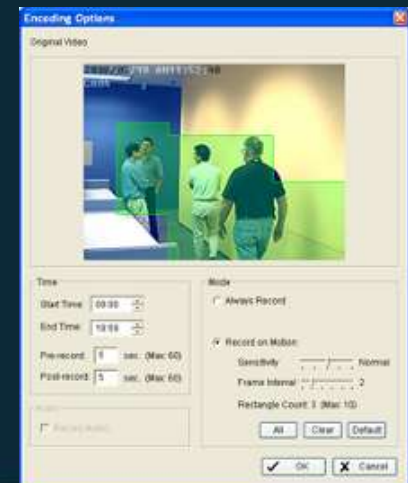 Encoding Options
Original Video
Time
Start Time: 00:00
End Time:
Pre-record: 5 sec. (Max: 60)
Post-record: 5 sec. (Max: 60)
Mode
Always Record
Record on Motion:
Sensitivity Normal
Frame Interval 2
Rectangle Count: 3 (Max: 10)
All Clear Default
OK Cancel